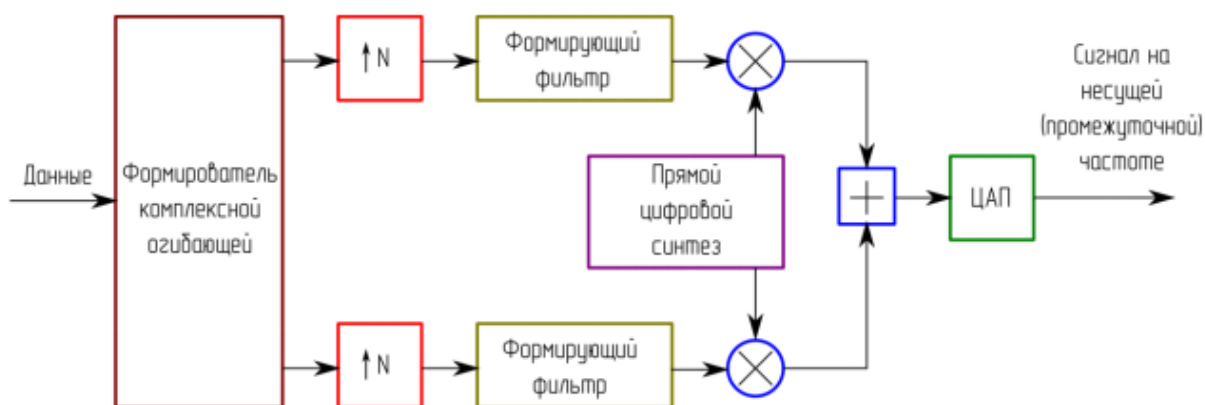 Данные
Формирователь
комплексной
огибающей
↑N
Формирующий
фильтр
Прямой
цифровой
синтез
↑N
Формирующий
фильтр
ЦАП
Сигнал на
несущей
(промежуточной)
частоте